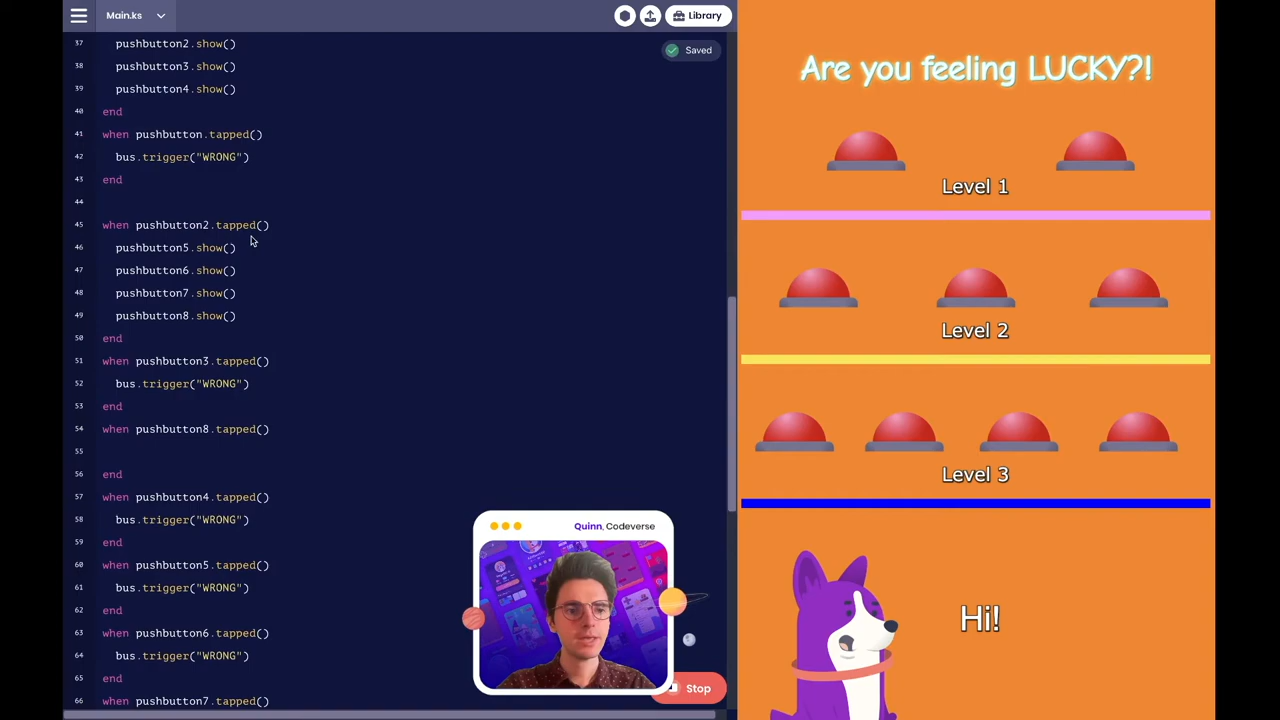 Main.ks
Library
Saved
37 pushbutton2.show()
38 pushbutton3.show()
39 pushbutton4.show()
40 end
41 when pushbutton.tapped()
42 bus.trigger("WRONG")
43 end
44
45 when pushbutton2.tapped()
46 pushbutton5.show()
47 pushbutton6.show()
48 pushbutton7.show()
49 pushbutton8.show()
50 end
51 when pushbutton3.tapped()
52 bus.trigger("WRONG")
53 end
54 when pushbutton8.tapped()
55
56 end
57 when pushbutton4.tapped()
58 bus.trigger("WRONG")
59 end
60 when pushbutton5.tapped()
61 bus.trigger("WRONG")
62 end
63 when pushbutton6.tapped()
64 bus.trigger("WRONG")
65 end
66 when pushbutton7.tapped()
Quinn, Codeverse
Stop
Are you feeling LUCKY?!
Level 1
Level 2
Level 3
Hi!